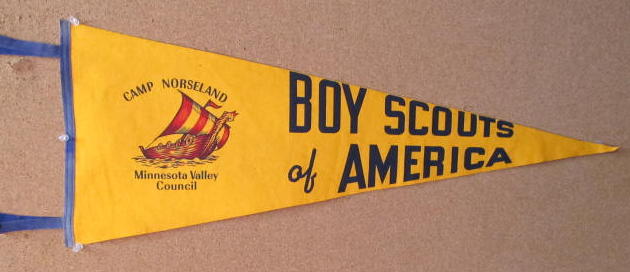 CAMP NORSELAND
Minnesota Valley
Council
BOY SCOUTS
of AMERICA